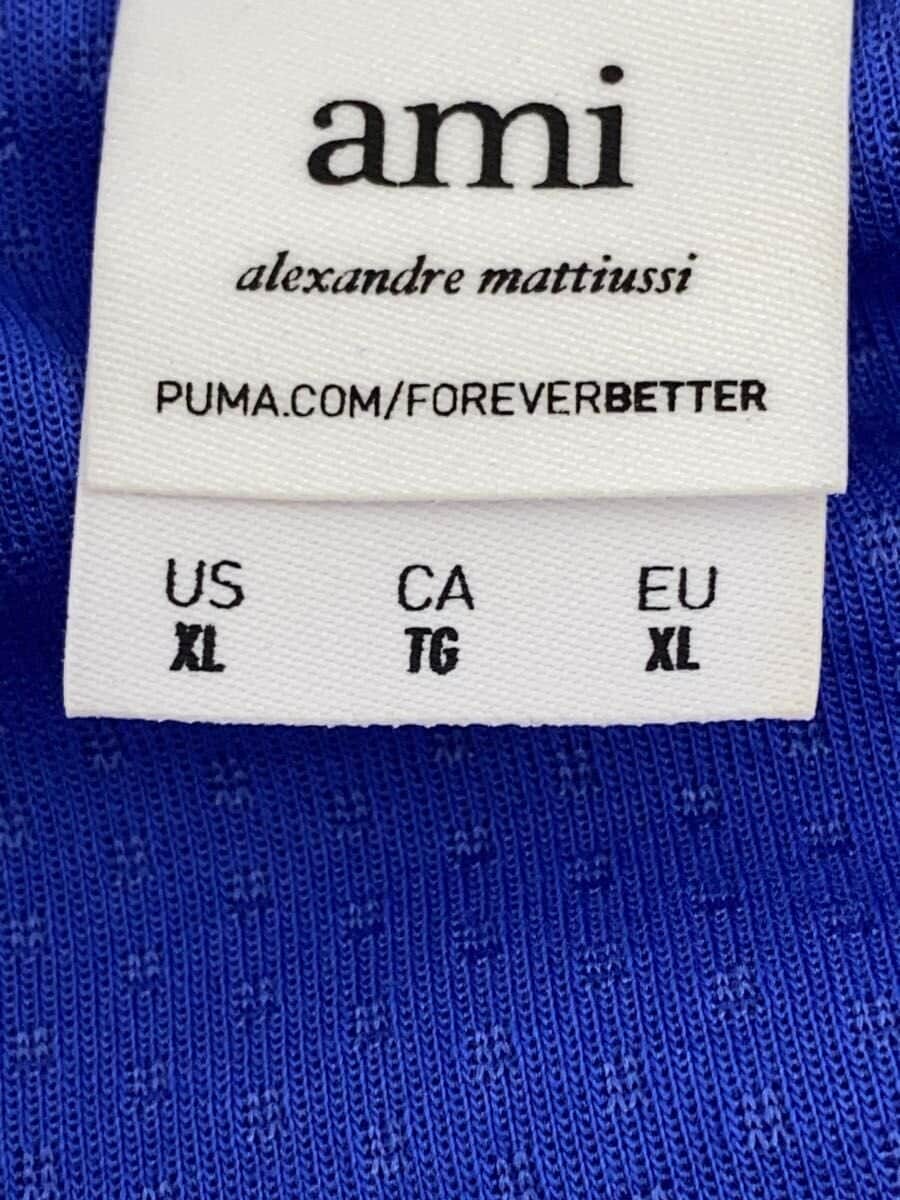 ami
alexandre mattiussi
PUMA.COM/FOREVERBETTER
US CA EU
XL TG XL